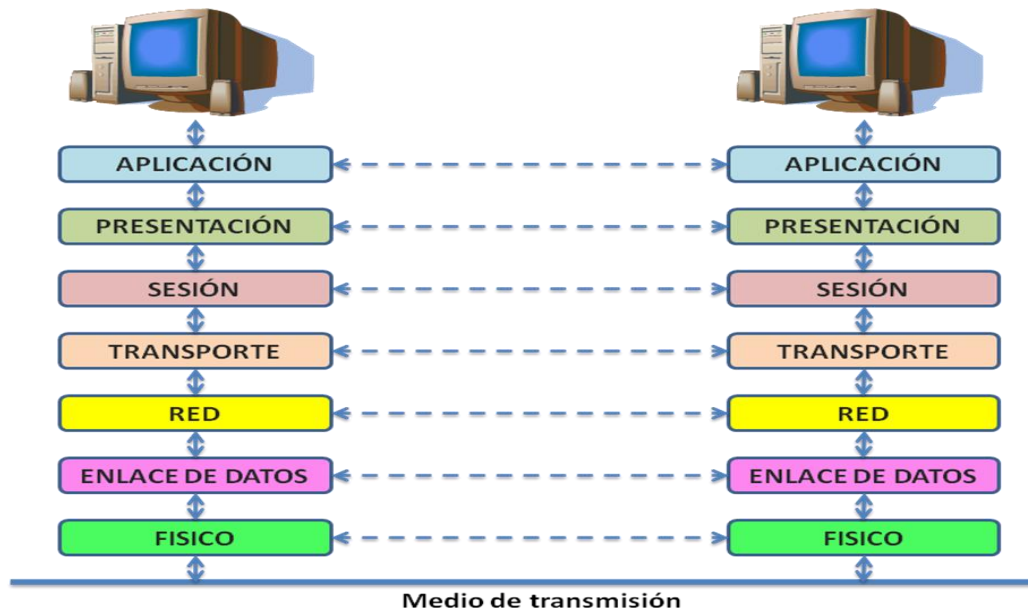 APLICACIÓN APLICACIÓN
PRESENTACIÓN PRESENTACIÓN
SESIÓN SESIÓN
TRANSPORTE TRANSPORTE
RED RED
ENLACE DE DATOS ENLACE DE DATOS
FISICO FISICO
Medio de transmisión